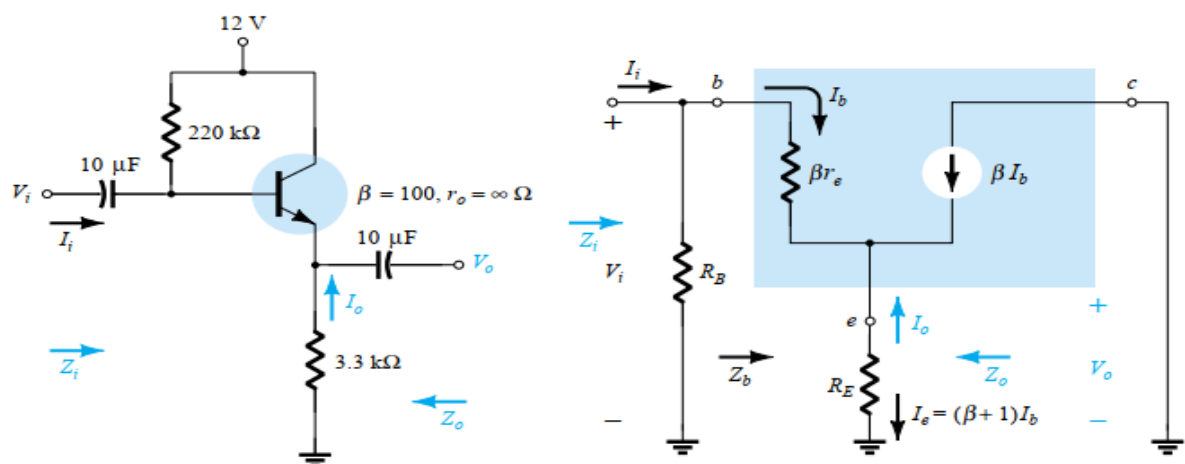 12 V
220 kΩ
10 μF
V_i
I_i
β = 100, r_o = ∞ Ω
10 μF
V_o
I_o
Z_i
3.3 kΩ
Z_o
I_i
b
I_b
c
+
βr_e
β I_b
Z_i
V_i
R_B
e
I_o
+
Z_b
R_E
Z_o
V_o
I_e = (β + 1)I_b
−
−